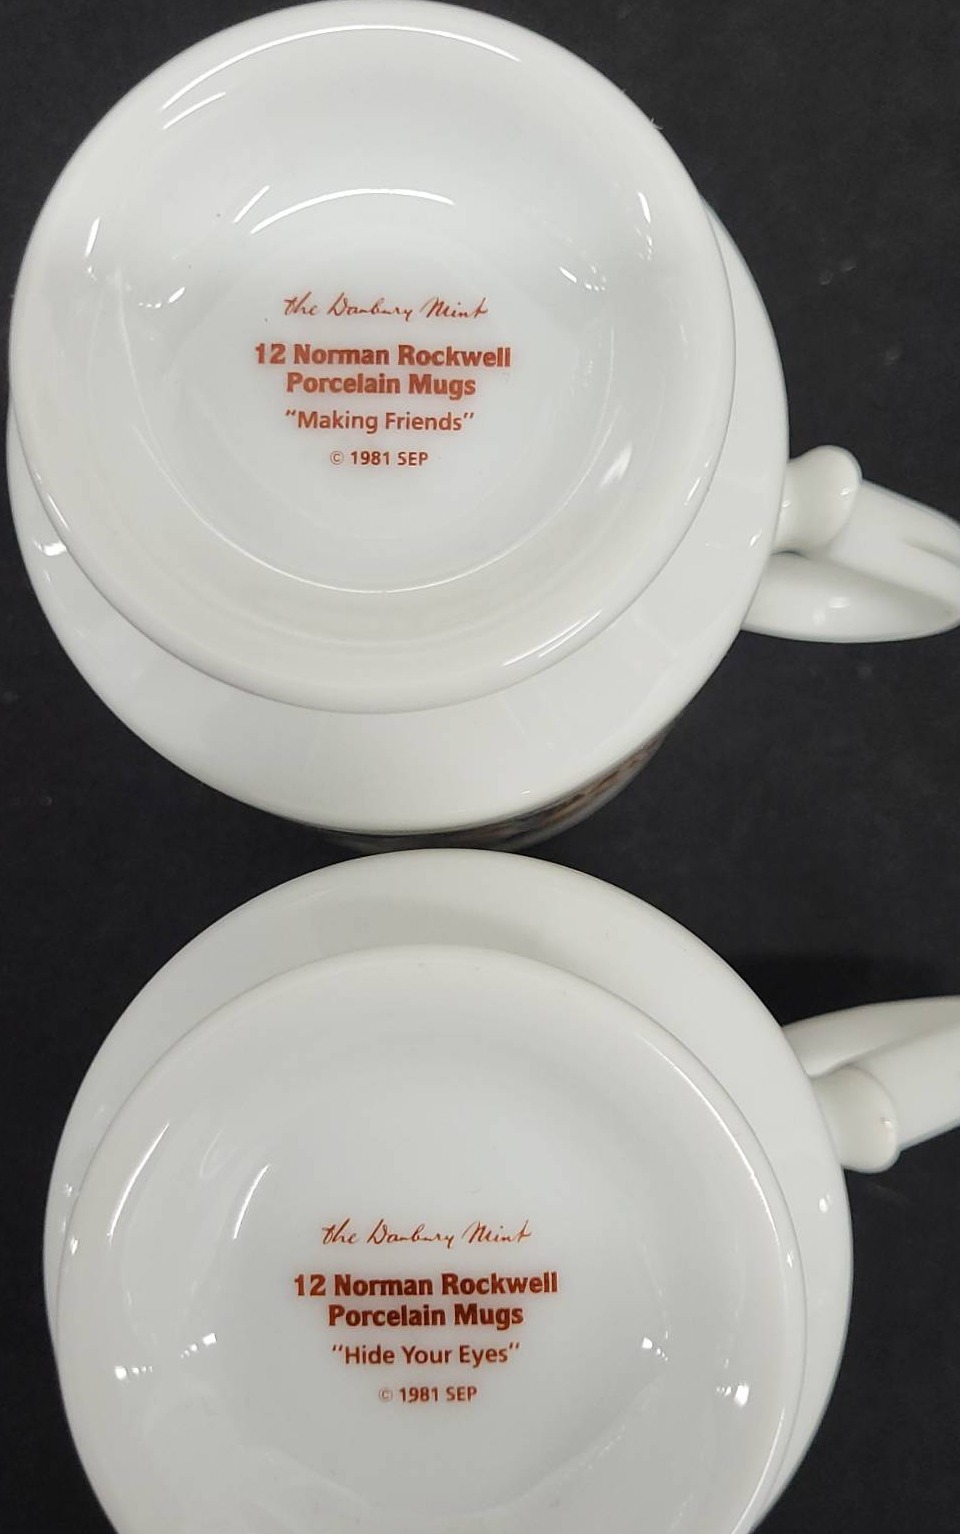 the Danbury Mint
12 Norman Rockwell
Porcelain Mugs
“Making Friends”
© 1981 SEP
the Danbury Mint
12 Norman Rockwell
Porcelain Mugs
“Hide Your Eyes”
© 1981 SEP